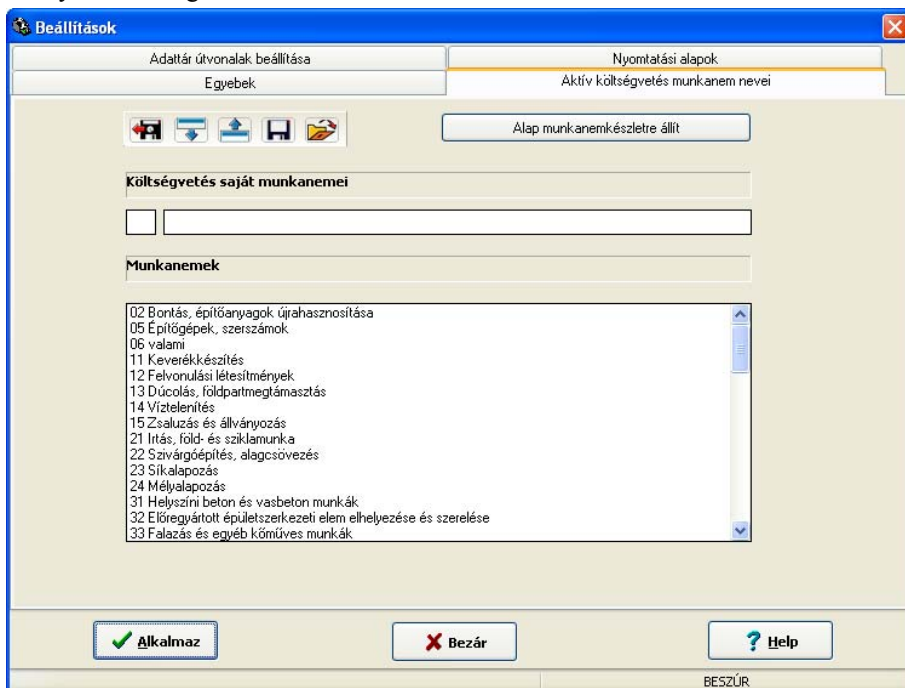 Beállítások
Adattár útvonalak beállítása
Nyomtatási alapok
Egyebek
Aktív költségvetés munkanem nevei
Alap munkanemkészletre állít
Költségvetés saját munkanemei
Munkanemek
02 Bontás, építőanyagok újrahasznosítása
05 Építőgépek, szerszámok
06 valami
11 Keverékkészítés
12 Felvonulási létesítmények
13 Dúcolás, földpartmegtámasztás
14 Víztelenítés
15 Zsaluzás és állványozás
21 Irtás, föld- és sziklamunka
22 Szivárgóépítés, alagcsövezés
23 Síkalapozás
24 Mélyalapozás
31 Helyszíni beton és vasbeton munkák
32 Előregyártott épületszerkezeti elem elhelyezése és szerelése
33 Falazás és egyéb kőműves munkák
Alkalmaz
Bezár
Help
BESZÚR